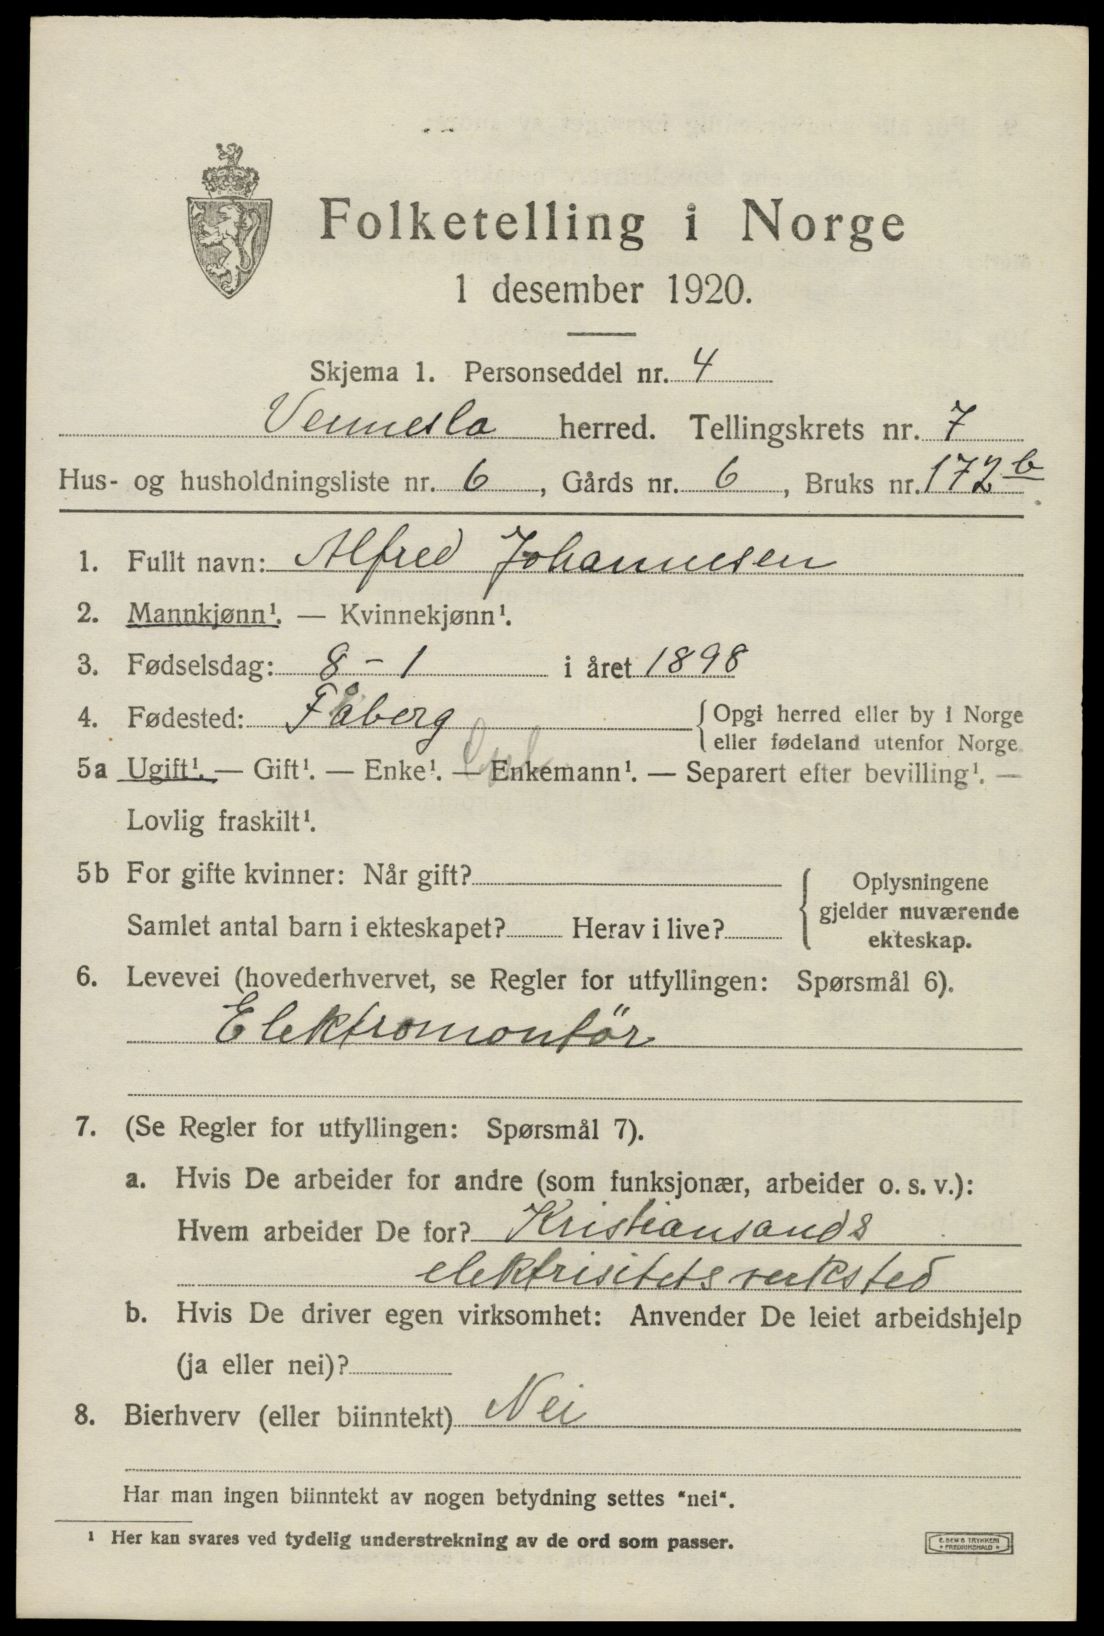 Folketelling i Norge
1 desember 1920.
Skjema 1. Personseddel nr. 4
Vennesla herred. Tellingskrets nr. 7
Hus- og husholdningsliste nr. 6, Gårds nr. 6, Bruks nr. 172 b
1. Fullt navn: Alfred Johannesen
2. Mannkjønn¹. — Kvinnekjønn¹.
3. Fødselsdag: 8 - 1 i året 1898
4. Fødested: Fåberg { Opgi herred eller by i Norge
eller fødeland utenfor Norge
5a Ugift¹. — Gift¹. — Enke¹. — Enkemann¹. — Separert efter bevilling¹. —
Lovlig fraskilt¹.
5b For gifte kvinner: Når gift?
Samlet antal barn i ekteskapet? Herav i live?
{ Oplysningene
gjelder nuværende
ekteskap.
6. Levevei (hovederhvervet, se Regler for utfyllingen: Spørsmål 6).
Elektromontör
7. (Se Regler for utfyllingen: Spørsmål 7).
a. Hvis De arbeider for andre (som funksjonær, arbeider o. s. v.):
Hvem arbeider De for? Kristiansands
elektrisitetsverksted
b. Hvis De driver egen virksomhet: Anvender De leiet arbeidshjelp
(ja eller nei)?
8. Bierhverv (eller biinntekt) Nei
Har man ingen biinntekt av nogen betydning settes "nei".
¹ Her kan svares ved tydelig understrekning av de ord som passer.